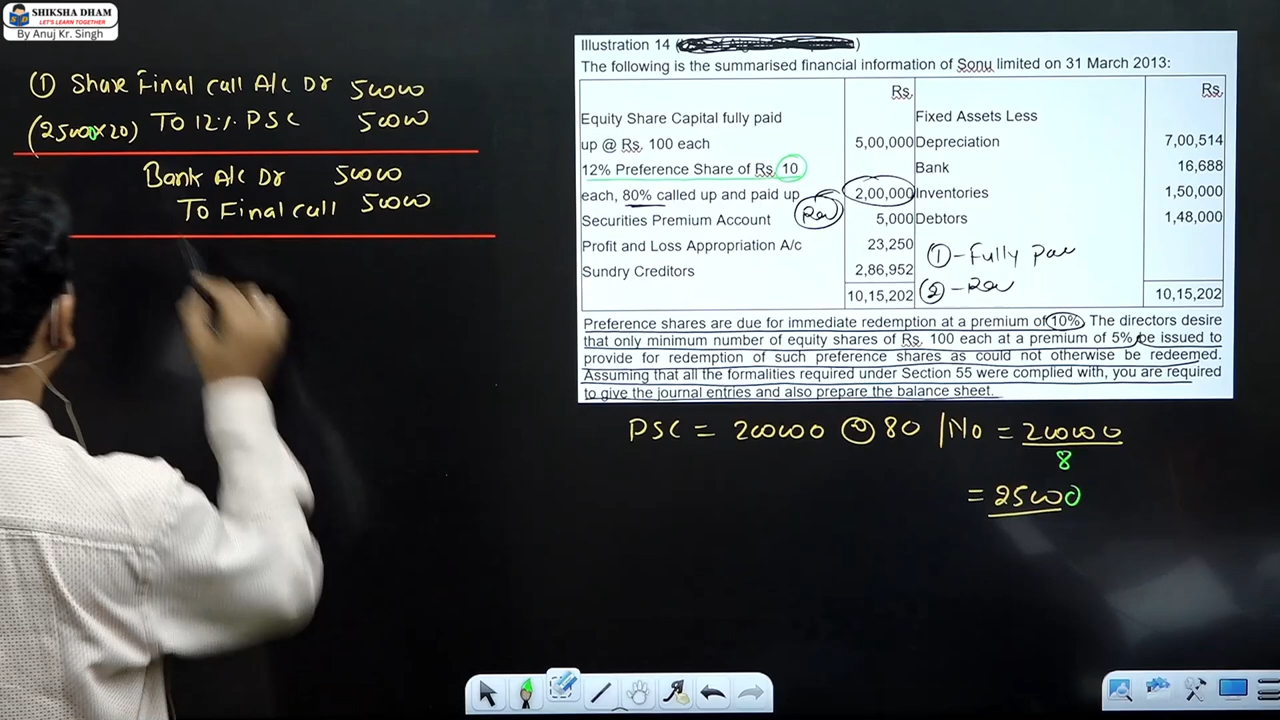 SHIKSHA DHAM
LET'S LEARN TOGETHER
By Anuj Kr. Singh
① Share Final call A/c Dr 50000
(25000×20) To 12% PSC 50000
Bank A/c Dr 50000
To Final call 50000
Illustration 14 ( )
The following is the summarised financial information of Sonu limited on 31 March 2013:
Rs. Rs.
Equity Share Capital fully paid Fixed Assets Less
up @ Rs. 100 each 5,00,000 Depreciation 7,00,514
12% Preference Share of Rs. 10 Bank 16,688
each, 80% called up and paid up 2,00,000 Inventories 1,50,000
Securities Premium Account 5,000 Debtors 1,48,000
Profit and Loss Appropriation A/c 23,250
Sundry Creditors 2,86,952
10,15,202 10,15,202
① - Fully
②
Preference shares are due for immediate redemption at a premium of 10%. The directors desire
that only minimum number of equity shares of Rs. 100 each at a premium of 5% be issued to
provide for redemption of such preference shares as could not otherwise be redeemed.
Assuming that all the formalities required under Section 55 were complied with, you are required
to give the journal entries and also prepare the balance sheet.
PSC = 200000 @ 80 / No = 200000
8
= 25000